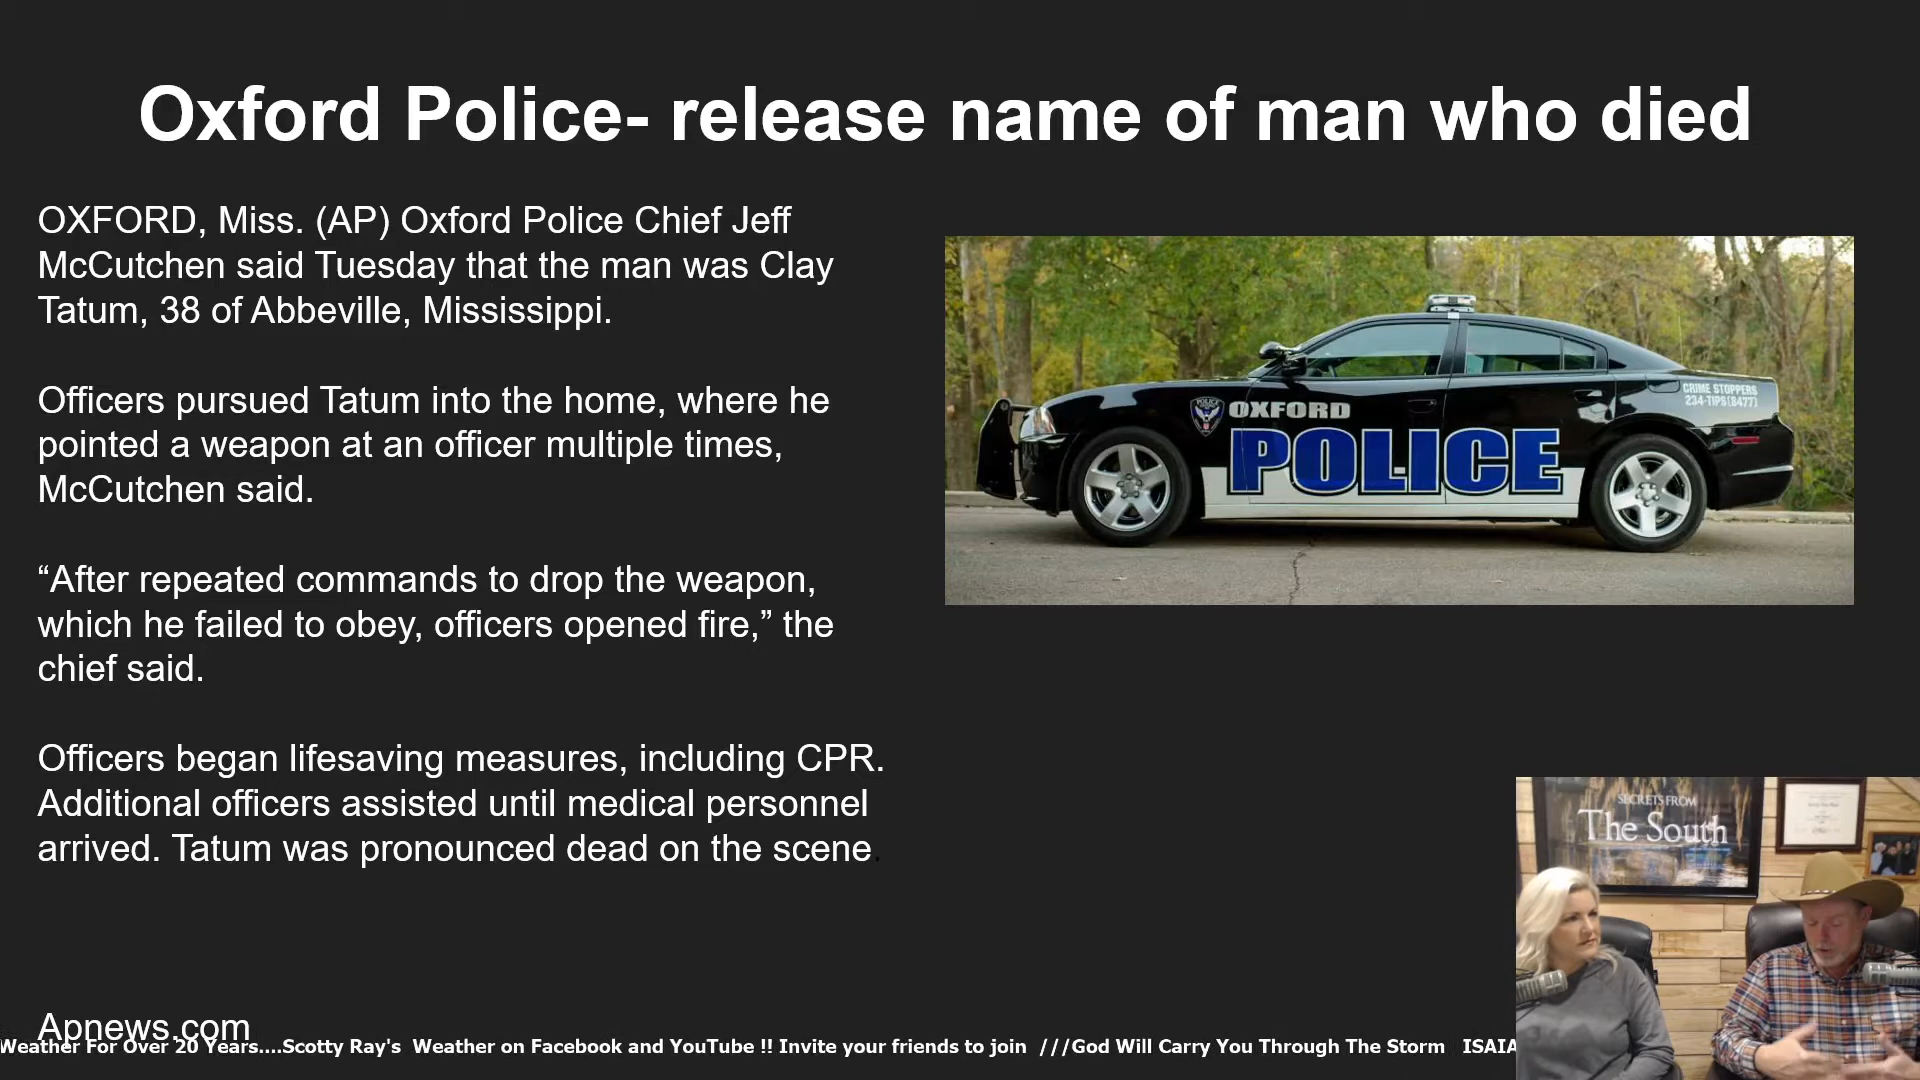 Oxford Police- release name of man who died
OXFORD, Miss. (AP) Oxford Police Chief Jeff
McCutchen said Tuesday that the man was Clay
Tatum, 38 of Abbeville, Mississippi.
Officers pursued Tatum into the home, where he
pointed a weapon at an officer multiple times,
McCutchen said.
“After repeated commands to drop the weapon,
which he failed to obey, officers opened fire,” the
chief said.
Officers began lifesaving measures, including CPR.
Additional officers assisted until medical personnel
arrived. Tatum was pronounced dead on the scene.
CRIME STOPPERS
234-TIPS(8477)
POLICE
OXFORD
POLICE
SECRETS FROM
The South
Apnews.com
Weather For Over 20 Years....Scotty Ray's Weather on Facebook and YouTube !! Invite your friends to join ///God Will Carry You Through The Storm ISAIA